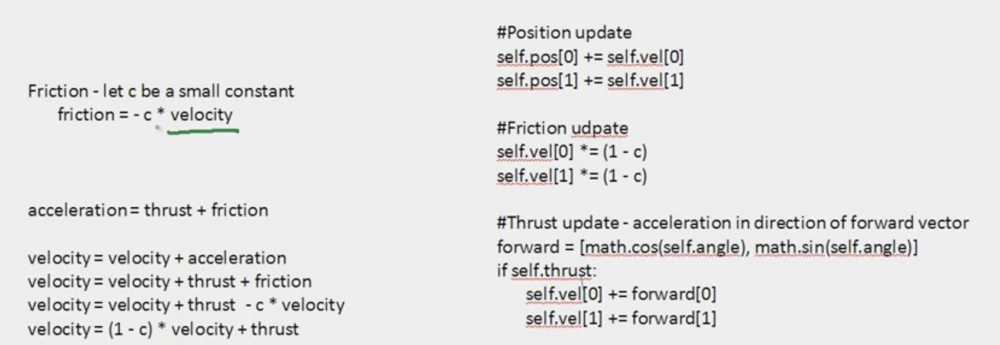 Friction - let c be a small constant
friction = - c * velocity
acceleration = thrust + friction
velocity = velocity + acceleration
velocity = velocity + thrust + friction
velocity = velocity + thrust - c * velocity
velocity = (1 - c) * velocity + thrust
#Position update
self.pos[0] += self.vel[0]
self.pos[1] += self.vel[1]
#Friction udpate
self.vel[0] *= (1 - c)
self.vel[1] *= (1 - c)
#Thrust update - acceleration in direction of forward vector
forward = [math.cos(self.angle), math.sin(self.angle)]
if self.thrust:
self.vel[0] += forward[0]
self.vel[1] += forward[1]